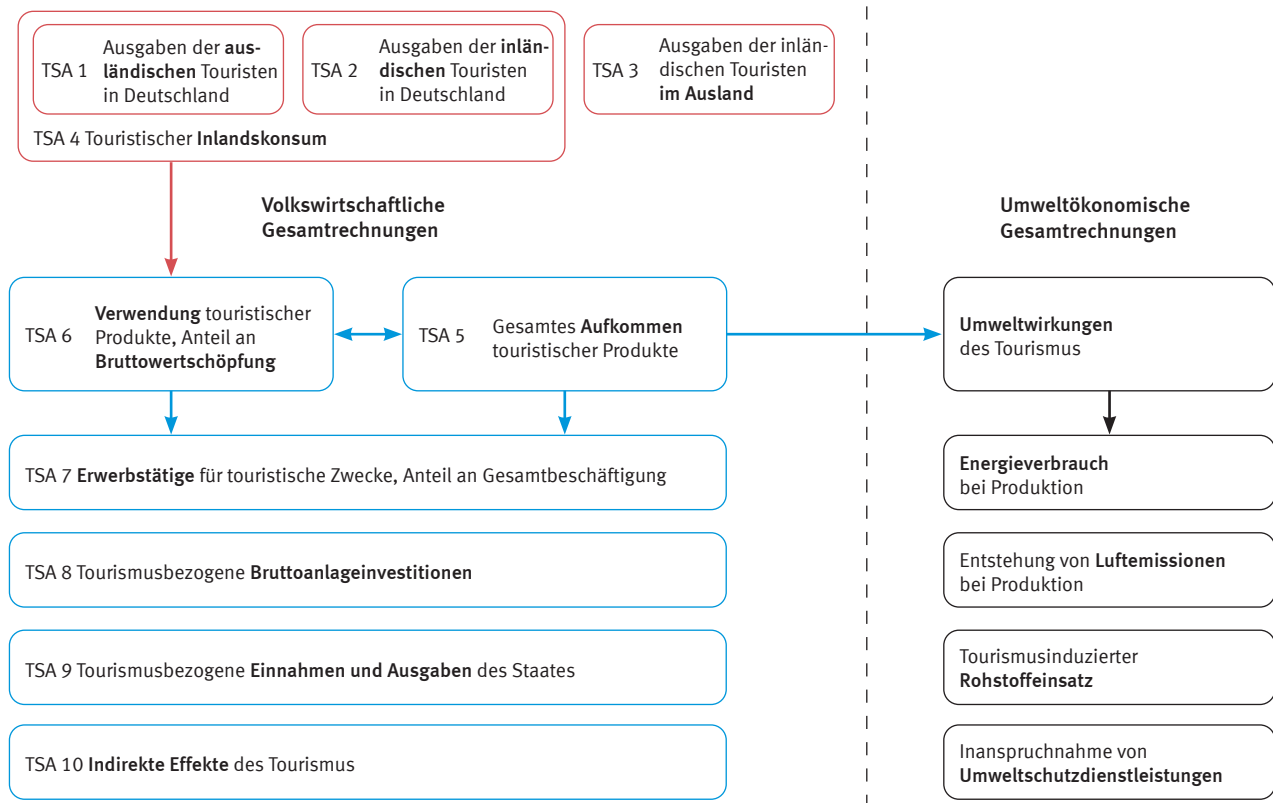 TSA 1
Ausgaben der aus-
ländischen Touristen
in Deutschland
TSA 2
Ausgaben der inlän-
dischen Touristen
in Deutschland
TSA 3
Ausgaben der inlän-
dischen Touristen
im Ausland
TSA 4 Touristischer Inlandskonsum
Volkswirtschaftliche
Gesamtrechnungen
Umweltökonomische
Gesamtrechnungen
TSA 6
Verwendung touristischer
Produkte, Anteil an
Bruttowertschöpfung
TSA 5
Gesamtes Aufkommen
touristischer Produkte
Umweltwirkungen
des Tourismus
TSA 7 Erwerbstätige für touristische Zwecke, Anteil an Gesamtbeschäftigung
Energieverbrauch
bei Produktion
TSA 8 Tourismusbezogene Bruttoanlageinvestitionen
Entstehung von Luftemissionen
bei Produktion
TSA 9 Tourismusbezogene Einnahmen und Ausgaben des Staates
Tourismusinduzierter
Rohstoffeinsatz
TSA 10 Indirekte Effekte des Tourismus
Inanspruchnahme von
Umweltschutzdienstleistungen